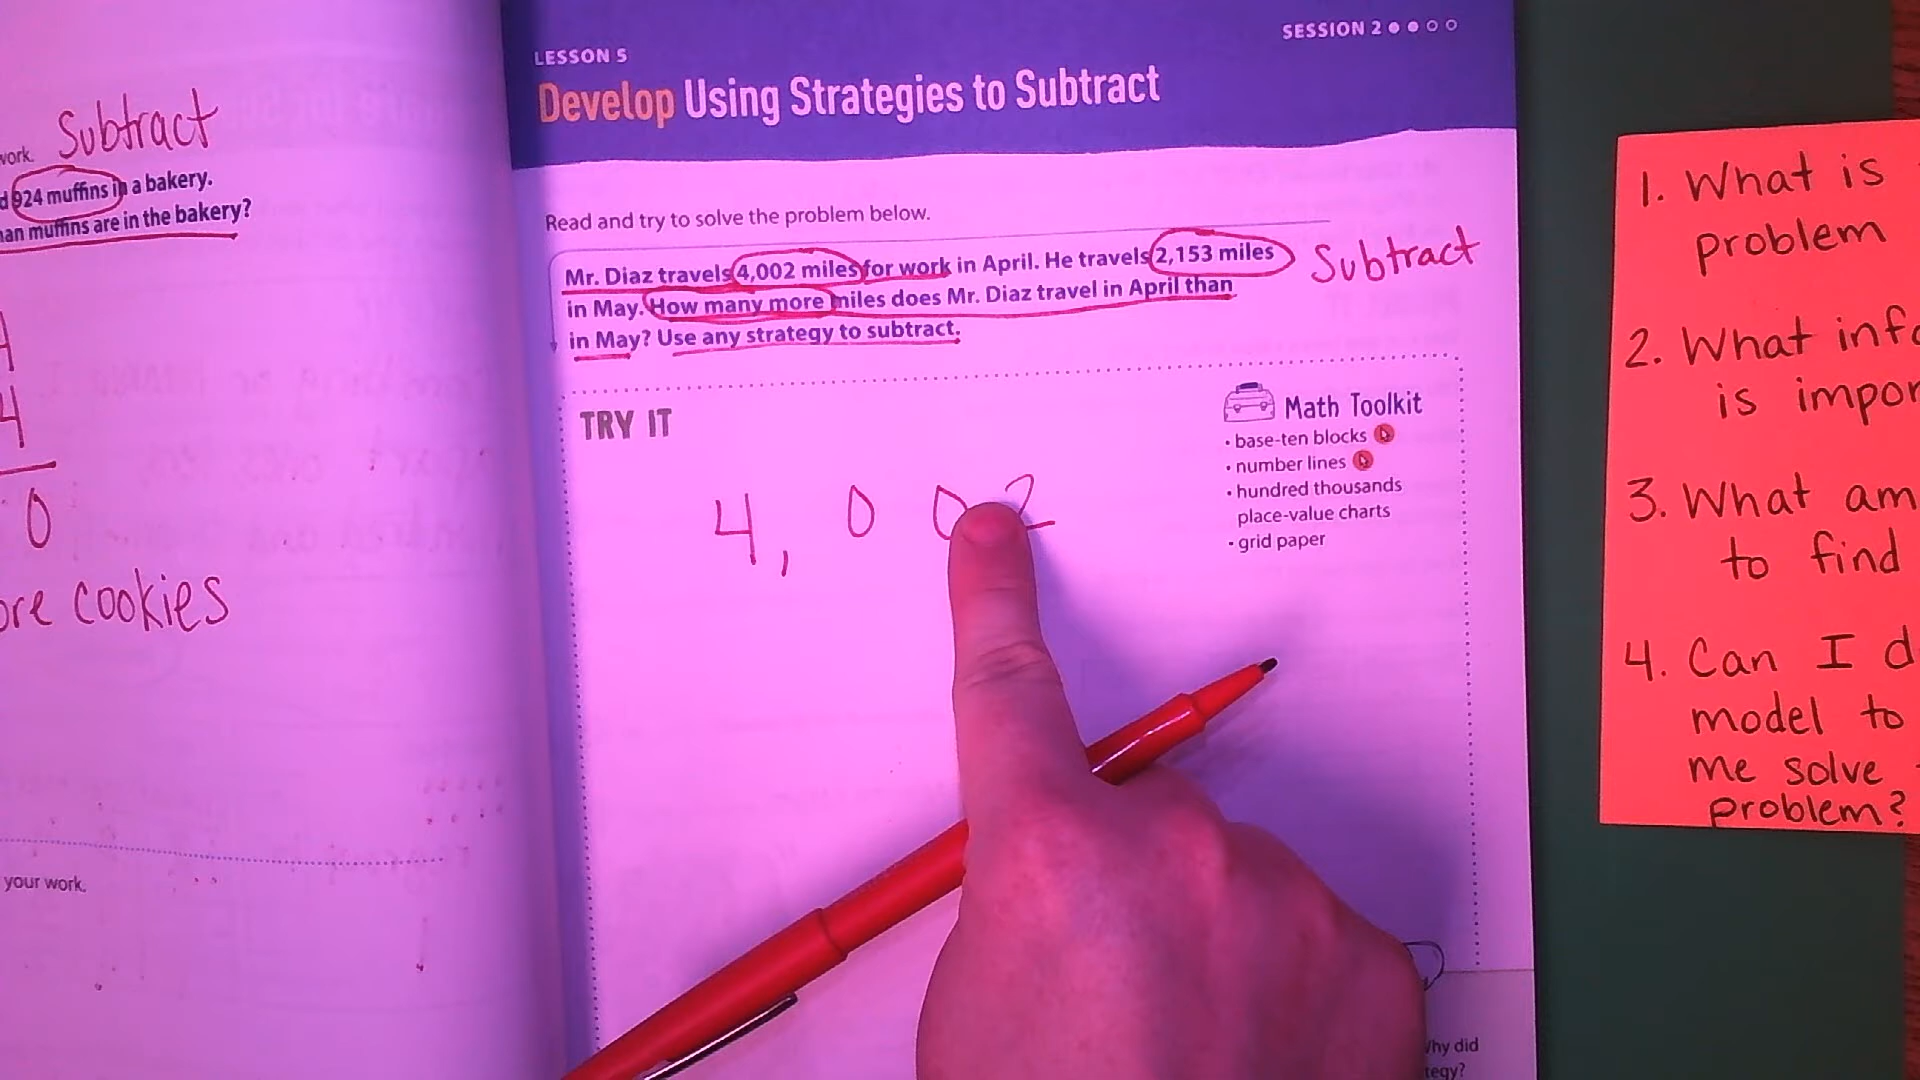 Subtract
work.
924 muffins in a bakery.
muffins are in the bakery?
4
4
0
cookies
your work.
SESSION 2
LESSON 5
Develop Using Strategies to Subtract
Read and try to solve the problem below.
Mr. Diaz travels 4,002 miles for work in April. He travels 2,153 miles
in May. How many more miles does Mr. Diaz travel in April than
in May? Use any strategy to subtract.
Subtract
TRY IT
Math Toolkit
• base-ten blocks
• number lines
• hundred thousands
place-value charts
• grid paper
4,002
did
1. What is
problem
2. What
is
3. What am
to find
4. Can I
model to
me solve
problem?